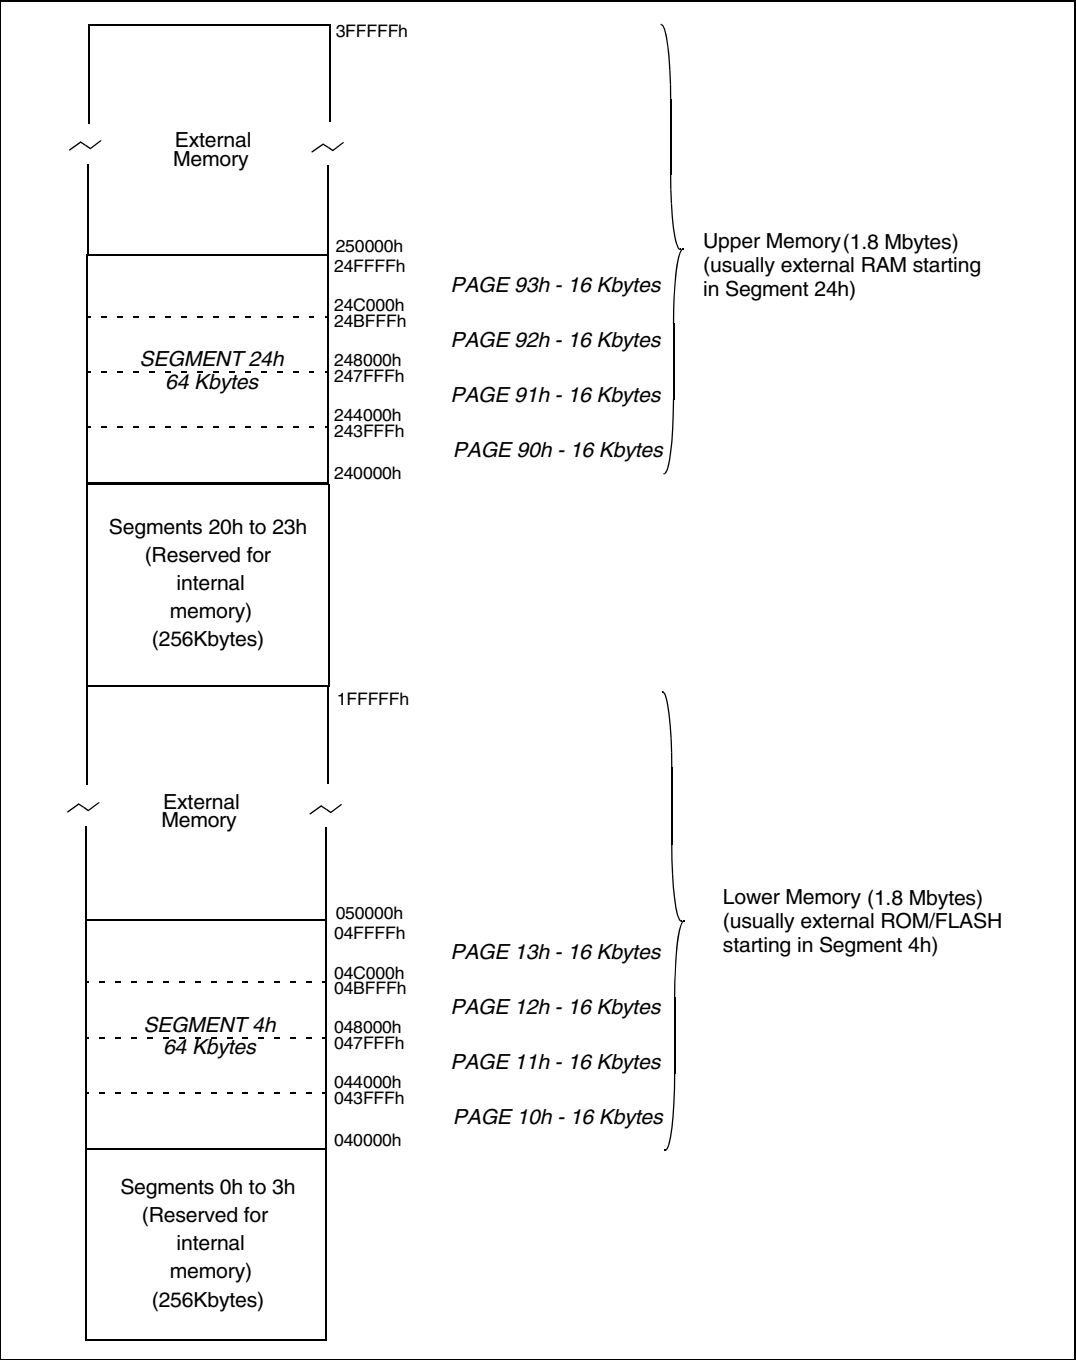 3FFFFFh
External
Memory
250000h
24FFFFh
PAGE 93h - 16 Kbytes
24C000h
24BFFFh
PAGE 92h - 16 Kbytes
SEGMENT 24h
64 Kbytes
248000h
247FFFh
PAGE 91h - 16 Kbytes
244000h
243FFFh
PAGE 90h - 16 Kbytes
240000h
Upper Memory (1.8 Mbytes)
(usually external RAM starting
in Segment 24h)
Segments 20h to 23h
(Reserved for
internal
memory)
(256Kbytes)
1FFFFFh
External
Memory
050000h
04FFFFh
PAGE 13h - 16 Kbytes
04C000h
04BFFFh
PAGE 12h - 16 Kbytes
SEGMENT 4h
64 Kbytes
048000h
047FFFh
PAGE 11h - 16 Kbytes
044000h
043FFFh
PAGE 10h - 16 Kbytes
040000h
Lower Memory (1.8 Mbytes)
(usually external ROM/FLASH
starting in Segment 4h)
Segments 0h to 3h
(Reserved for
internal
memory)
(256Kbytes)